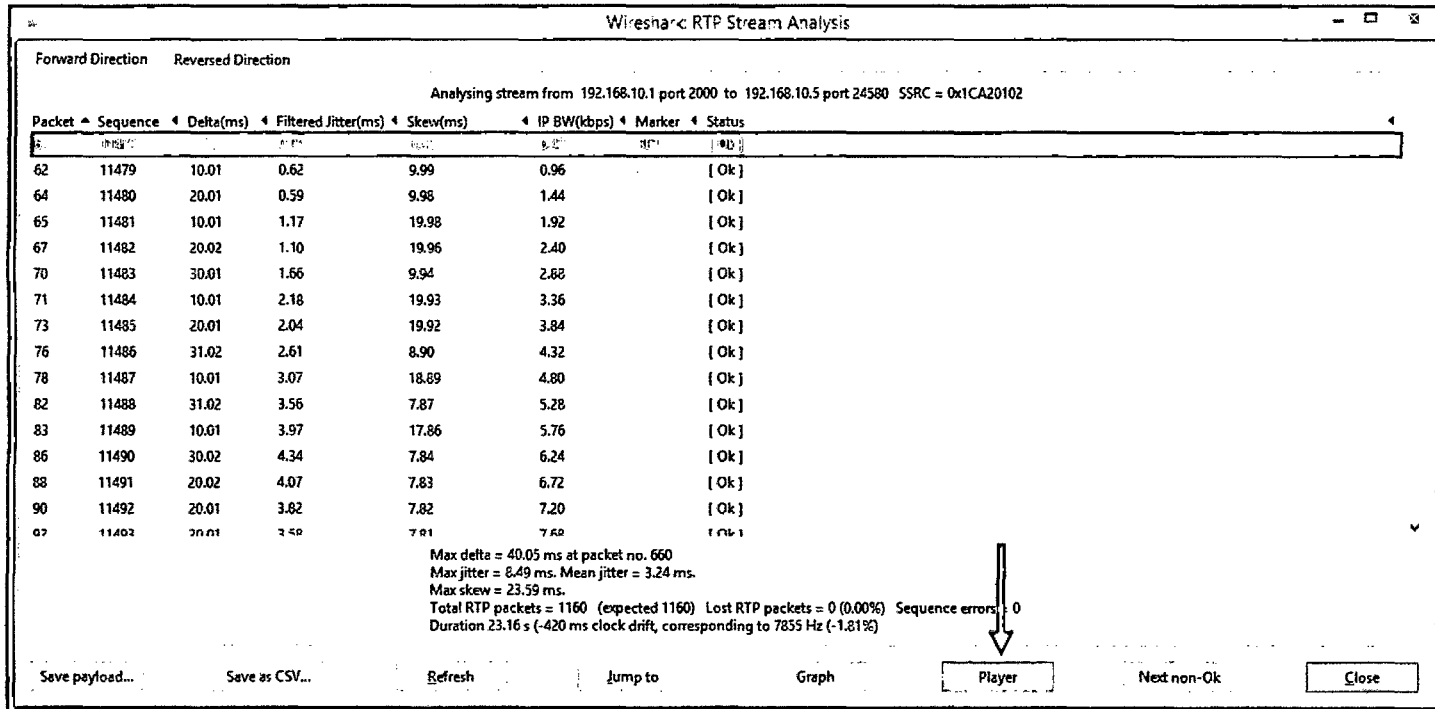 Wireshark RTP Stream Analysis
Forward Direction Reversed Direction
Analysing stream from 192.168.10.1 port 2000 to 192.168.10.5 port 24580 SSRC = 0x1CA20102
Packet Sequence Delta(ms) Filtered Jitter(ms) Skew(ms) IP BW(kbps) Marker Status
62 11479 10.01 0.62 9.99 0.96 [ Ok ]
64 11480 20.01 0.59 9.98 1.44 [ Ok ]
65 11481 10.01 1.17 19.98 1.92 [ Ok ]
67 11482 20.02 1.10 19.96 2.40 [ Ok ]
70 11483 30.01 1.66 9.94 2.88 [ Ok ]
71 11484 10.01 2.18 19.93 3.36 [ Ok ]
73 11485 20.01 2.04 19.92 3.84 [ Ok ]
76 11486 31.02 2.61 8.90 4.32 [ Ok ]
78 11487 10.01 3.07 18.89 4.80 [ Ok ]
82 11488 31.02 3.56 7.87 5.28 [ Ok ]
83 11489 10.01 3.97 17.86 5.76 [ Ok ]
86 11490 30.02 4.34 7.84 6.24 [ Ok ]
88 11491 20.02 4.07 7.83 6.72 [ Ok ]
90 11492 20.01 3.82 7.82 7.20 [ Ok ]
92 11493 20.01 3.58 7.81 7.68 [ Ok ]
Max delta = 40.05 ms at packet no. 660
Max jitter = 8.49 ms. Mean jitter = 3.24 ms.
Max skew = 23.59 ms.
Total RTP packets = 1160 (expected 1160) Lost RTP packets = 0 (0.00%) Sequence errors = 0
Duration 23.16 s (-420 ms clock drift, corresponding to 7855 Hz (-1.81%)
Save payload... Save as CSV... Refresh Jump to Graph Player Next non-Ok Close